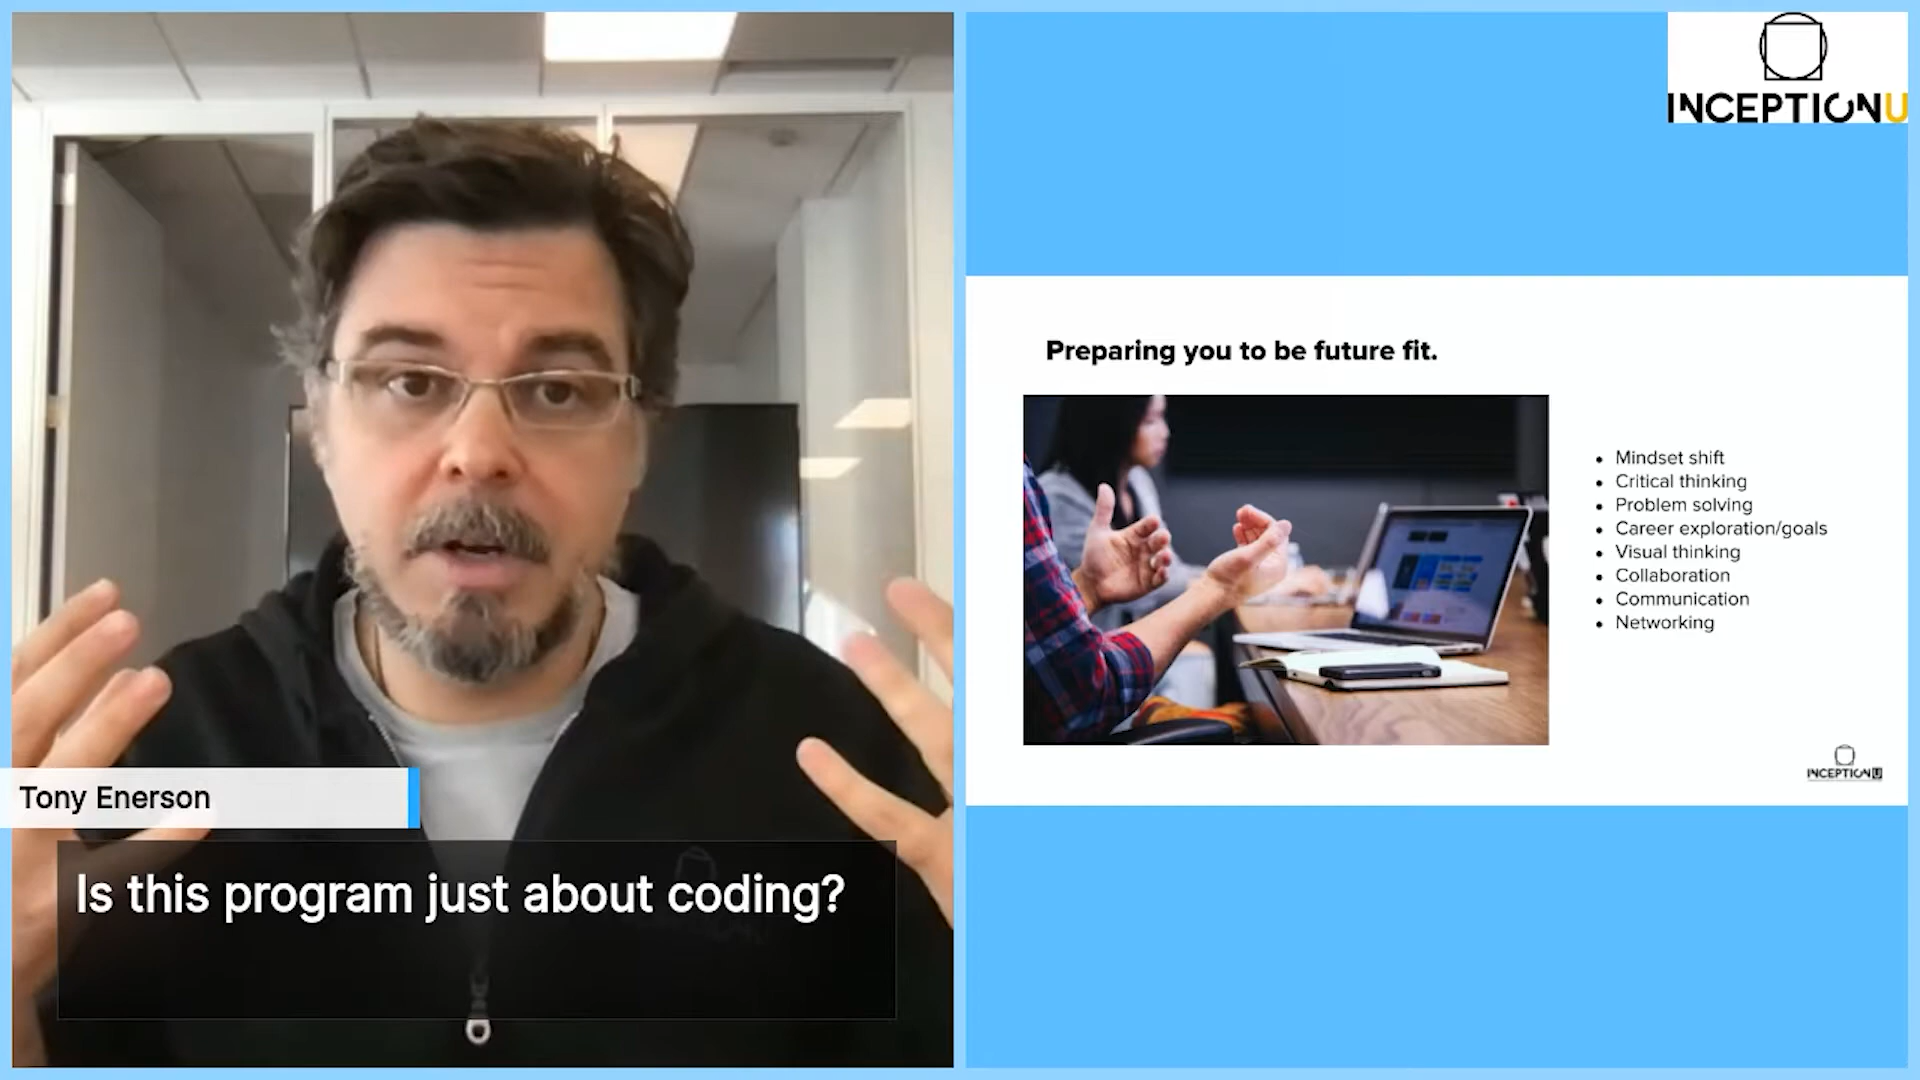 INCEPTIONU
Preparing you to be future fit.
Mindset shift
Critical thinking
Problem solving
Career exploration/goals
Visual thinking
Collaboration
Communication
Networking
INCEPTIONU
Tony Enerson
Is this program just about coding?